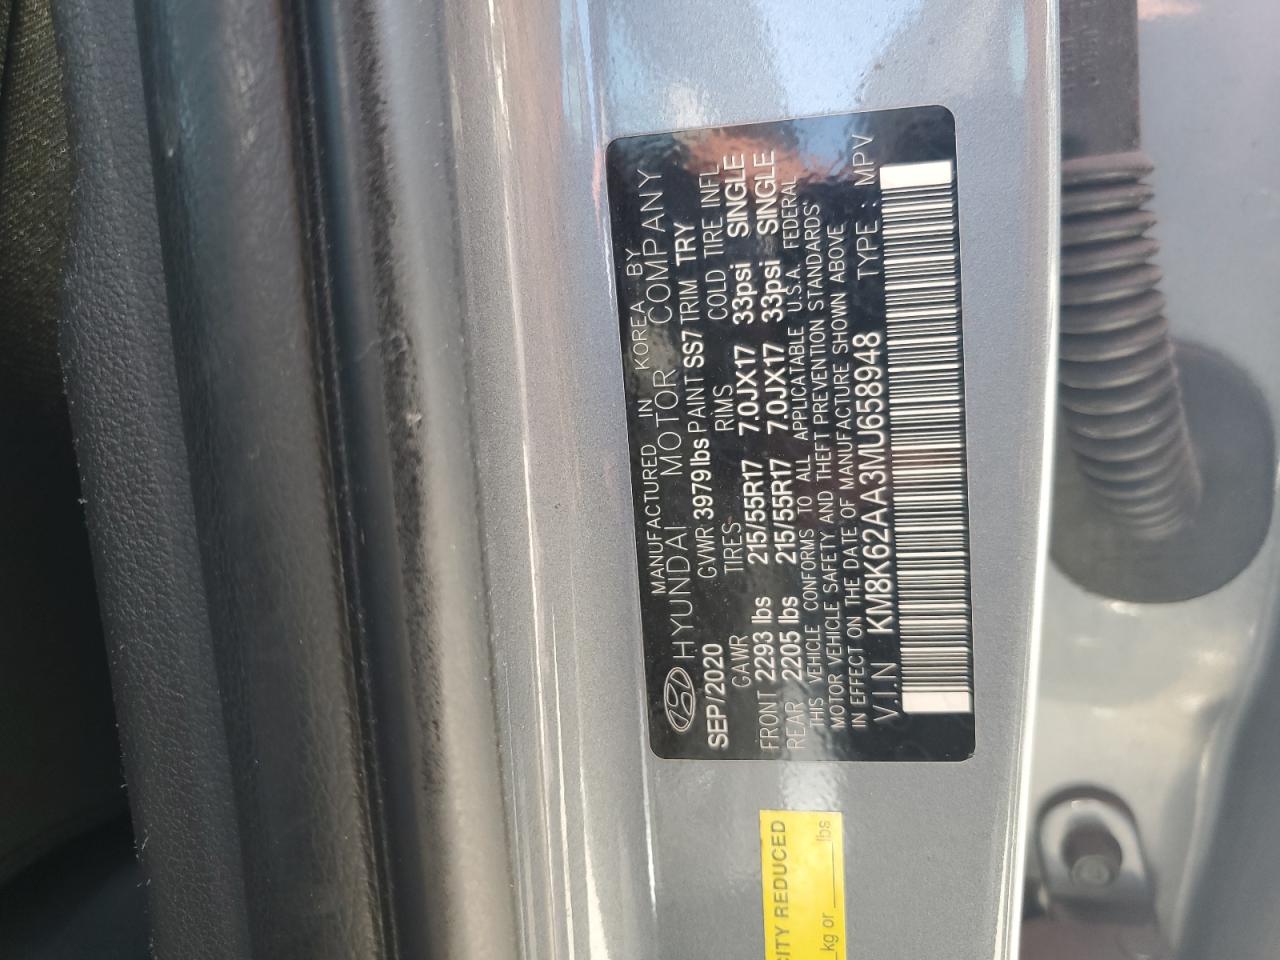 MANUFACTURED IN KOREA BY
HYUNDAI MOTOR COMPANY
SEP/2020 GVWR 3979lbs PAINT SS7 TRIM TRY
GAWR TIRES RIMS COLD TIRE INFL
FRONT 2293 lbs 215/55R17 7.0JX17 33psi SINGLE
REAR 2205 lbs 215/55R17 7.0JX17 33psi SINGLE
THIS VEHICLE CONFORMS TO ALL APPLICATABLE U.S.A. FEDERAL
MOTOR VEHICLE SAFETY AND THEFT PREVENTION STANDARDS
IN EFFECT ON THE DATE OF MANUFACTURE SHOWN ABOVE
V.I.N KM8K62AA3MU658948 TYPE : MPV
CITY REDUCED
kg or ____lbs